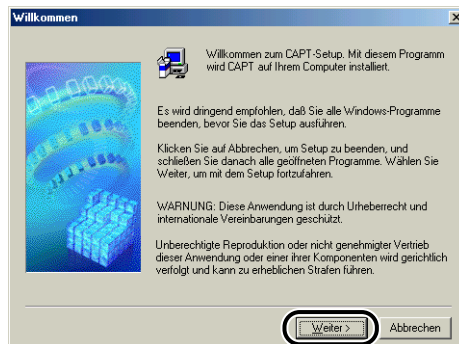 Willkommen
Willkommen zum CAPT-Setup. Mit diesem Programm
wird CAPT auf Ihrem Computer installiert.
Es wird dringend empfohlen, daß Sie alle Windows-Programme
beenden, bevor Sie das Setup ausführen.
Klicken Sie auf Abbrechen, um Setup zu beenden, und
schließen Sie danach alle geöffneten Programme. Wählen Sie
Weiter, um mit dem Setup fortzufahren.
WARNUNG: Diese Anwendung ist durch Urheberrecht und
internationale Vereinbarungen geschützt.
Unberechtigte Reproduktion oder nicht genehmigter Vertrieb
dieser Anwendung oder einer ihrer Komponenten wird gerichtlich
verfolgt und kann zu erheblichen Strafen führen.
Weiter >
Abbrechen